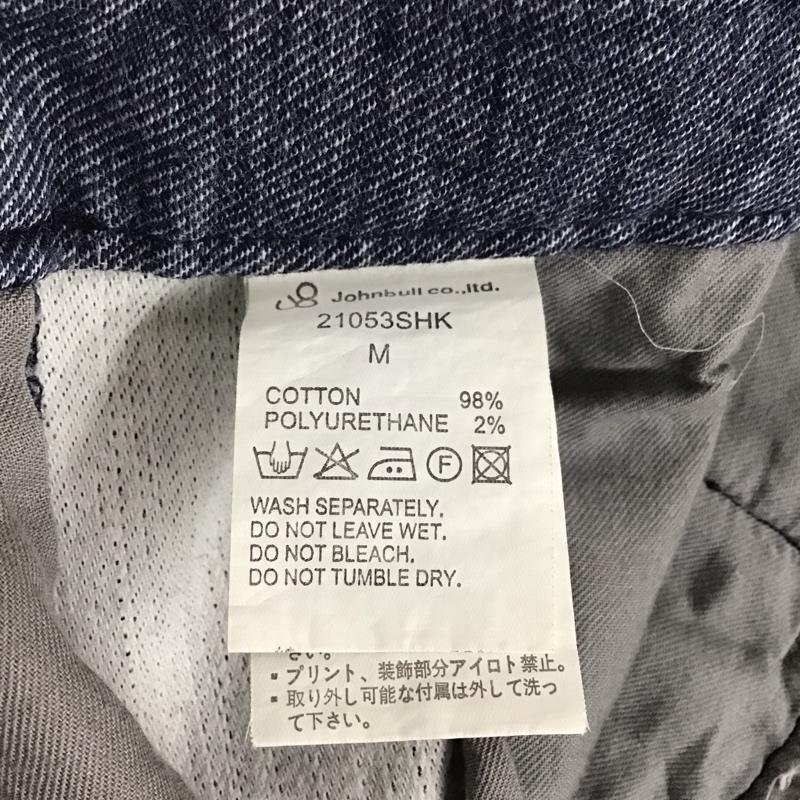 Johnbull co.,ltd.
21053SHK
M
COTTON 98%
POLYURETHANE 2%
F
WASH SEPARATELY.
DO NOT LEAVE WET.
DO NOT BLEACH.
DO NOT TUMBLE DRY.
さい。
▪ プリント、装飾部分アイロト禁止。
▪ 取り外し可能な付属は外して洗っ
て下さい。